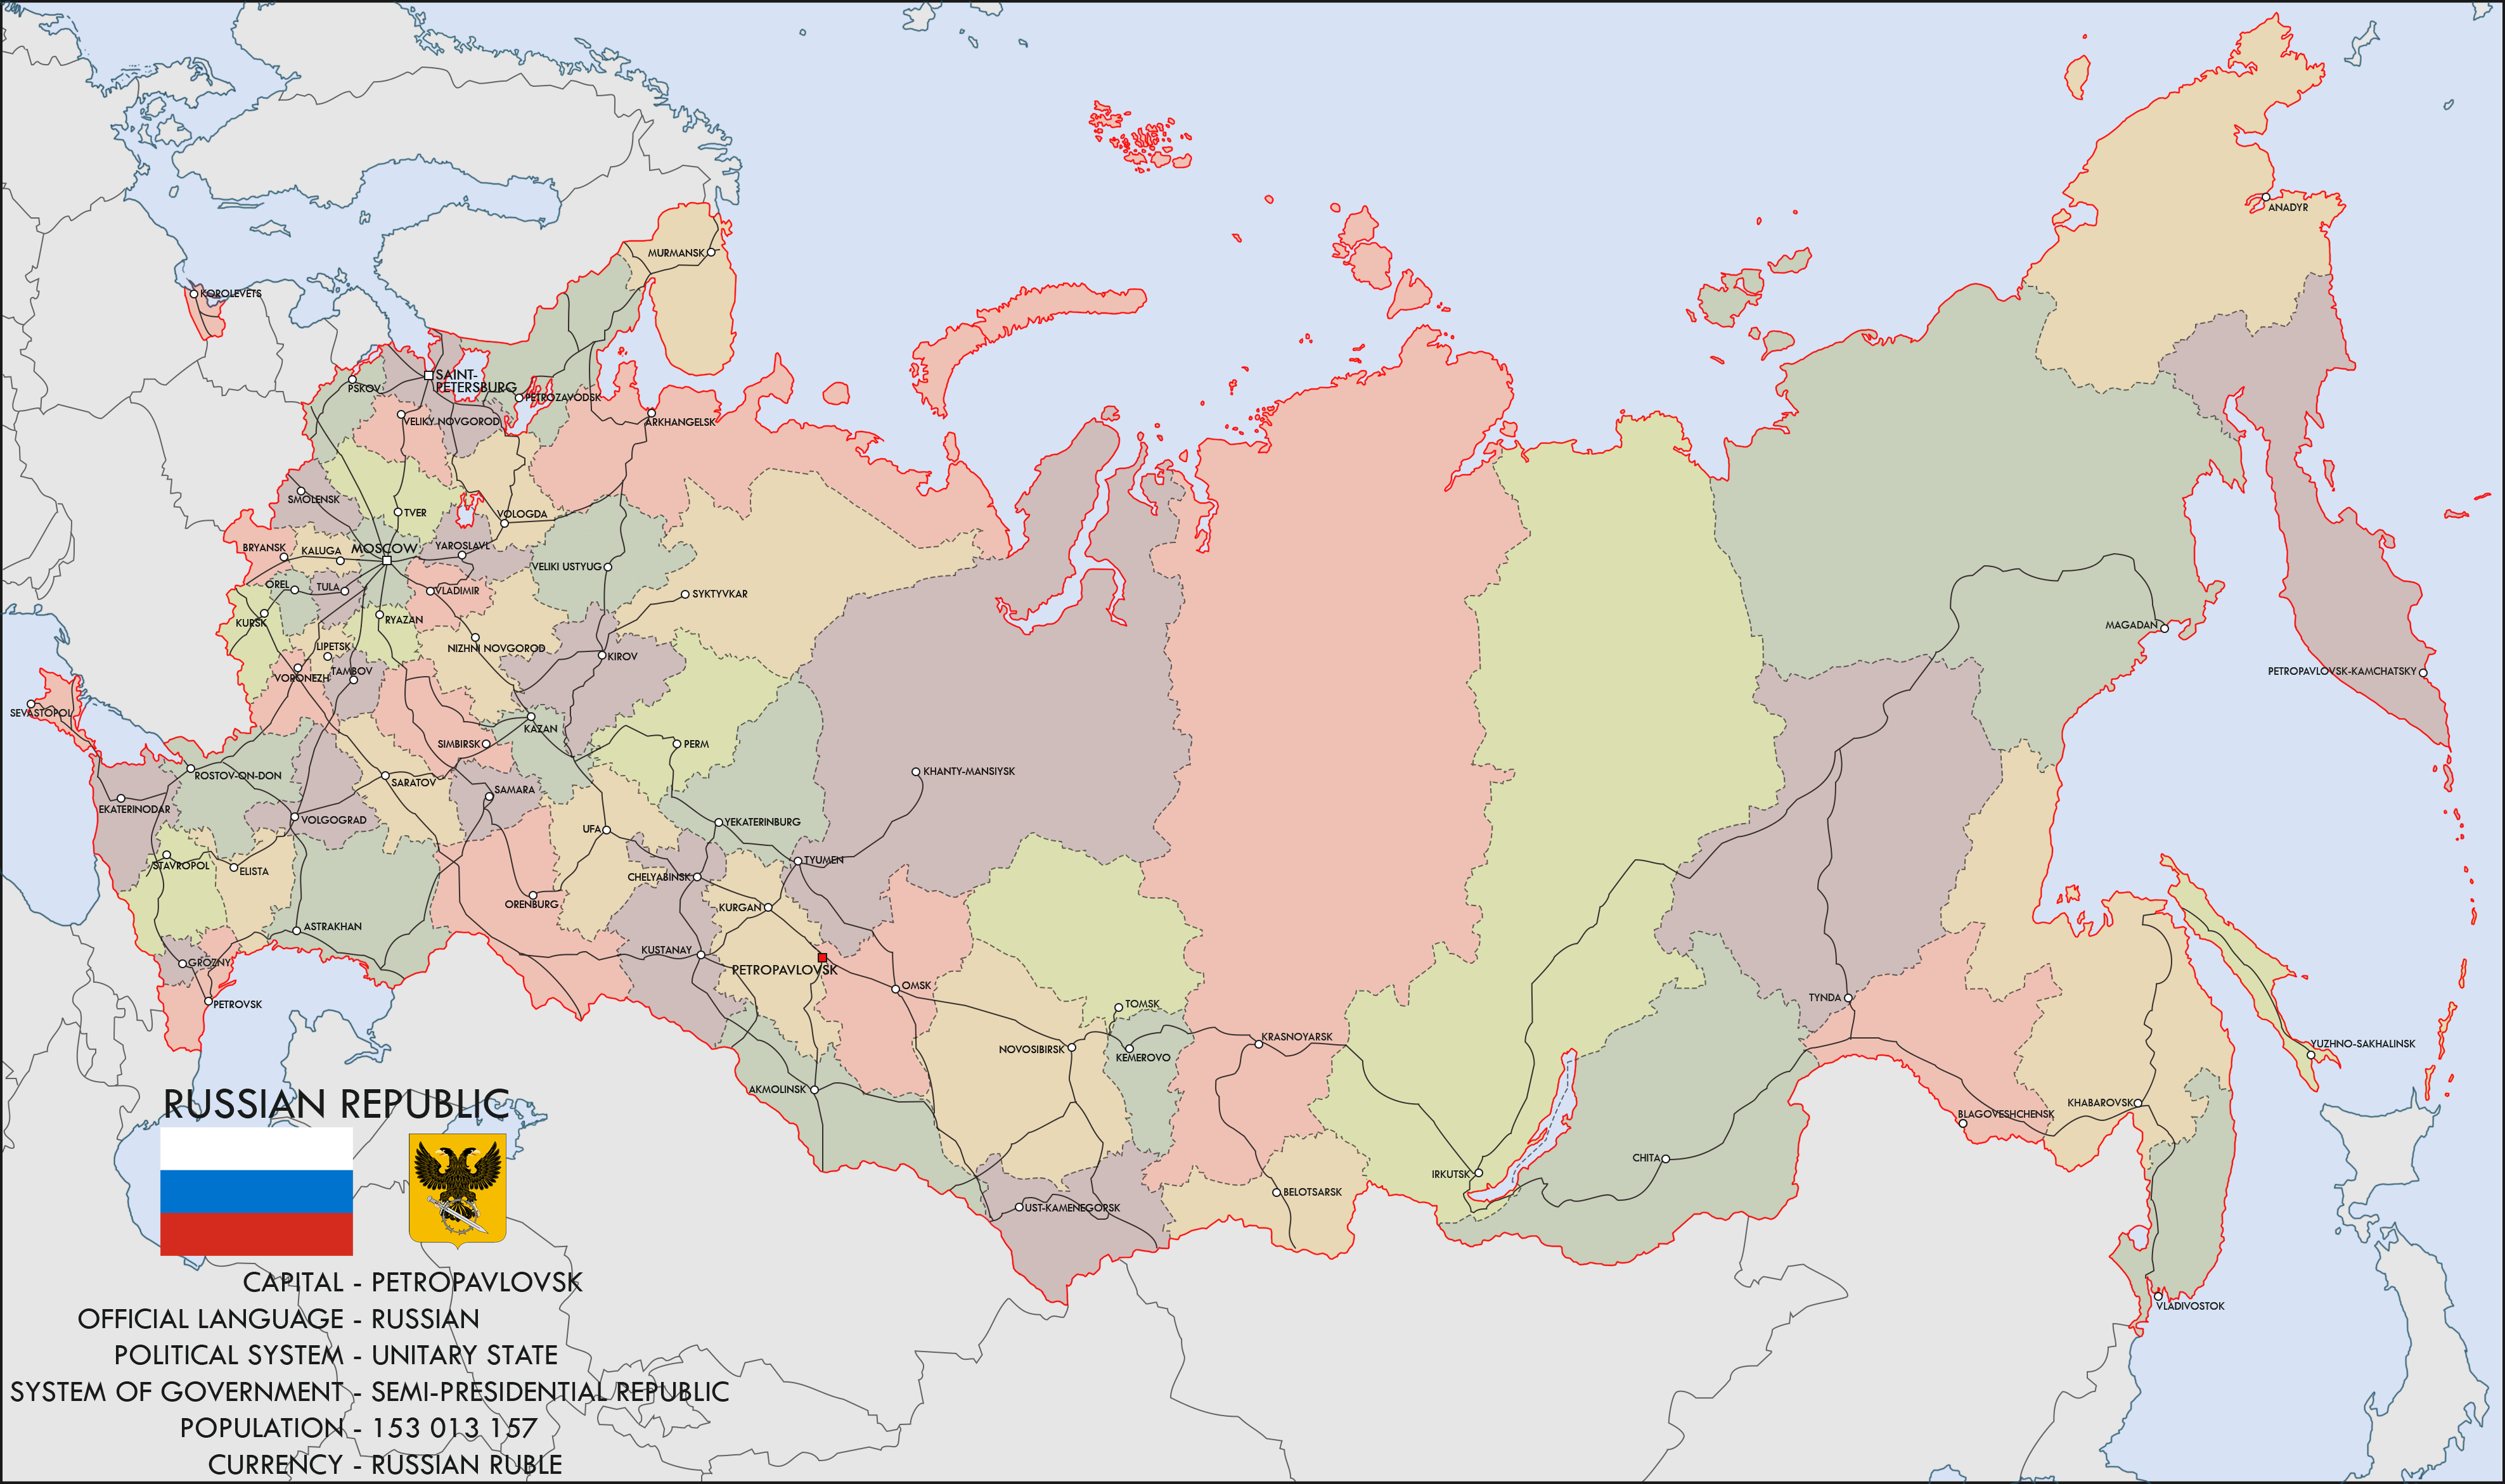 ANADYR
MURMANSK
KOROLEVETS
SAINT-
PETERSBURG
PSKOV
PETROZAVODSK
VELIKY NOVGOROD
ARKHANGELSK
SMOLENSK
TVER
VOLOGDA
BRYANSK
KALUGA
MOSCOW
YAROSLAVL
VELIKI USTYUG
OREL
TULA
VLADIMIR
SYKTYVKAR
KURSK
RYAZAN
MAGADAN
LIPETSK
NIZHNI NOVGOROD
KIROV
VORONEZH
TAMBOV
PETROPAVLOVSK-KAMCHATSKY
SEVASTOPOL
KAZAN
SIMBIRSK
PERM
ROSTOV-ON-DON
SARATOV
KHANTY-MANSIYSK
EKATERINODAR
SAMARA
VOLGOGRAD
UFA
YEKATERINBURG
STAVROPOL
ELISTA
TYUMEN
CHELYABINSK
ORENBURG
KURGAN
ASTRAKHAN
KUSTANAY
GROZNY
PETROPAVLOVSK
OMSK
PETROVSK
TOMSK
TYNDA
NOVOSIBIRSK
KEMEROVO
KRASNOYARSK
YUZHNO-SAKHALINSK
AKMOLINSK
BLAGOVESHCHENSK
KHABAROVSK
IRKUTSK
CHITA
BELOTSARSK
UST-KAMENEGORSK
VLADIVOSTOK
RUSSIAN REPUBLIC
CAPITAL - PETROPAVLOVSK
OFFICIAL LANGUAGE - RUSSIAN
POLITICAL SYSTEM - UNITARY STATE
SYSTEM OF GOVERNMENT - SEMI-PRESIDENTIAL REPUBLIC
POPULATION - 153 013 157
CURRENCY - RUSSIAN RUBLE